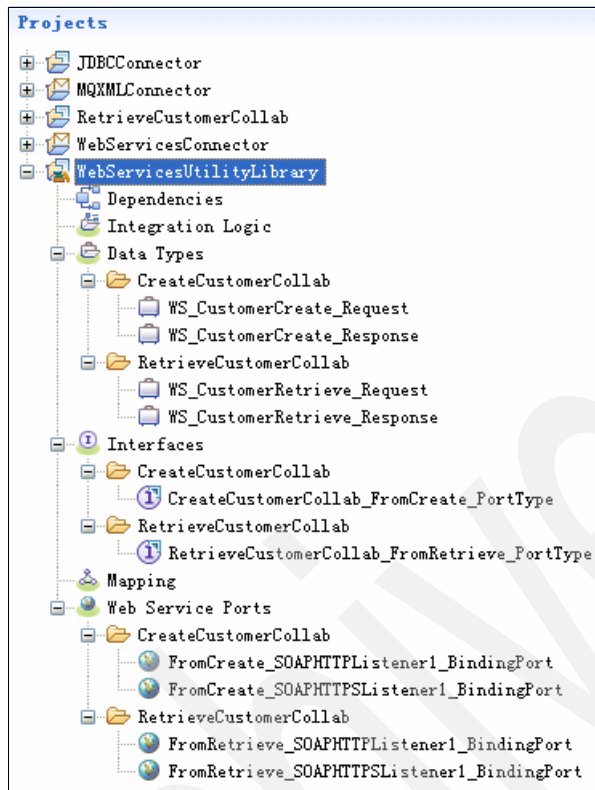 Projects
JDBCConnector
MQXMLConnector
RetrieveCustomerCollab
WebServicesConnector
WebServicesUtilityLibrary
Dependencies
Integration Logic
Data Types
CreateCustomerCollab
WS_CustomerCreate_Request
WS_CustomerCreate_Response
RetrieveCustomerCollab
WS_CustomerRetrieve_Request
WS_CustomerRetrieve_Response
Interfaces
CreateCustomerCollab
CreateCustomerCollab_FromCreate_PortType
RetrieveCustomerCollab
RetrieveCustomerCollab_FromRetrieve_PortType
Mapping
Web Service Ports
CreateCustomerCollab
FromCreate_SOAPHTTPListener1_BindingPort
FromCreate_SOAPHTTPSListener1_BindingPort
RetrieveCustomerCollab
FromRetrieve_SOAPHTTPListener1_BindingPort
FromRetrieve_SOAPHTTPSListener1_BindingPort